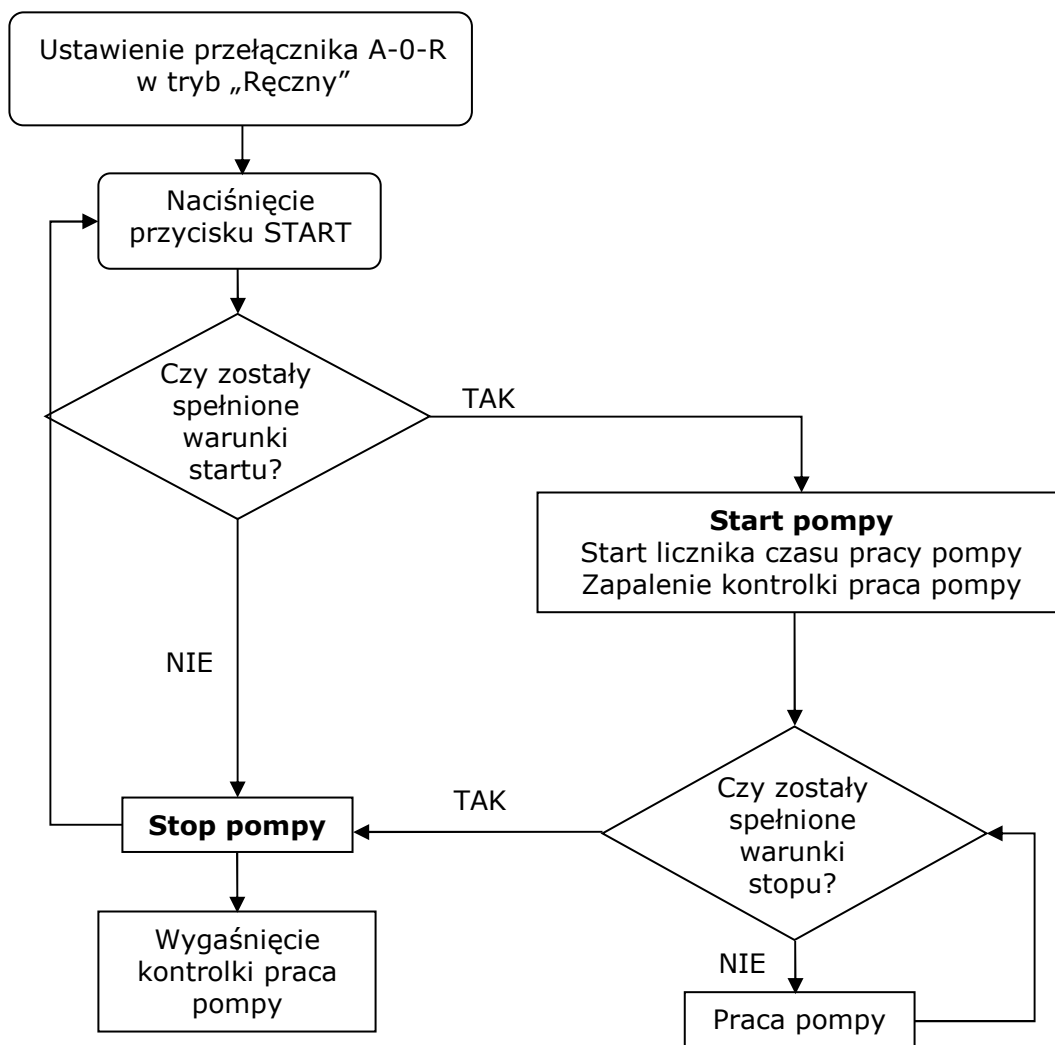 Ustawienie przełącznika A-0-R
w tryb „Ręczny”
Naciśnięcie
przycisku START
Czy zostały
spełnione
warunki
startu?
TAK
Start pompy
Start licznika czasu pracy pompy
Zapalenie kontrolki praca pompy
NIE
Czy zostały
spełnione
warunki
stopu?
TAK
Stop pompy
Wygaśnięcie
kontrolki praca
pompy
NIE
Praca pompy